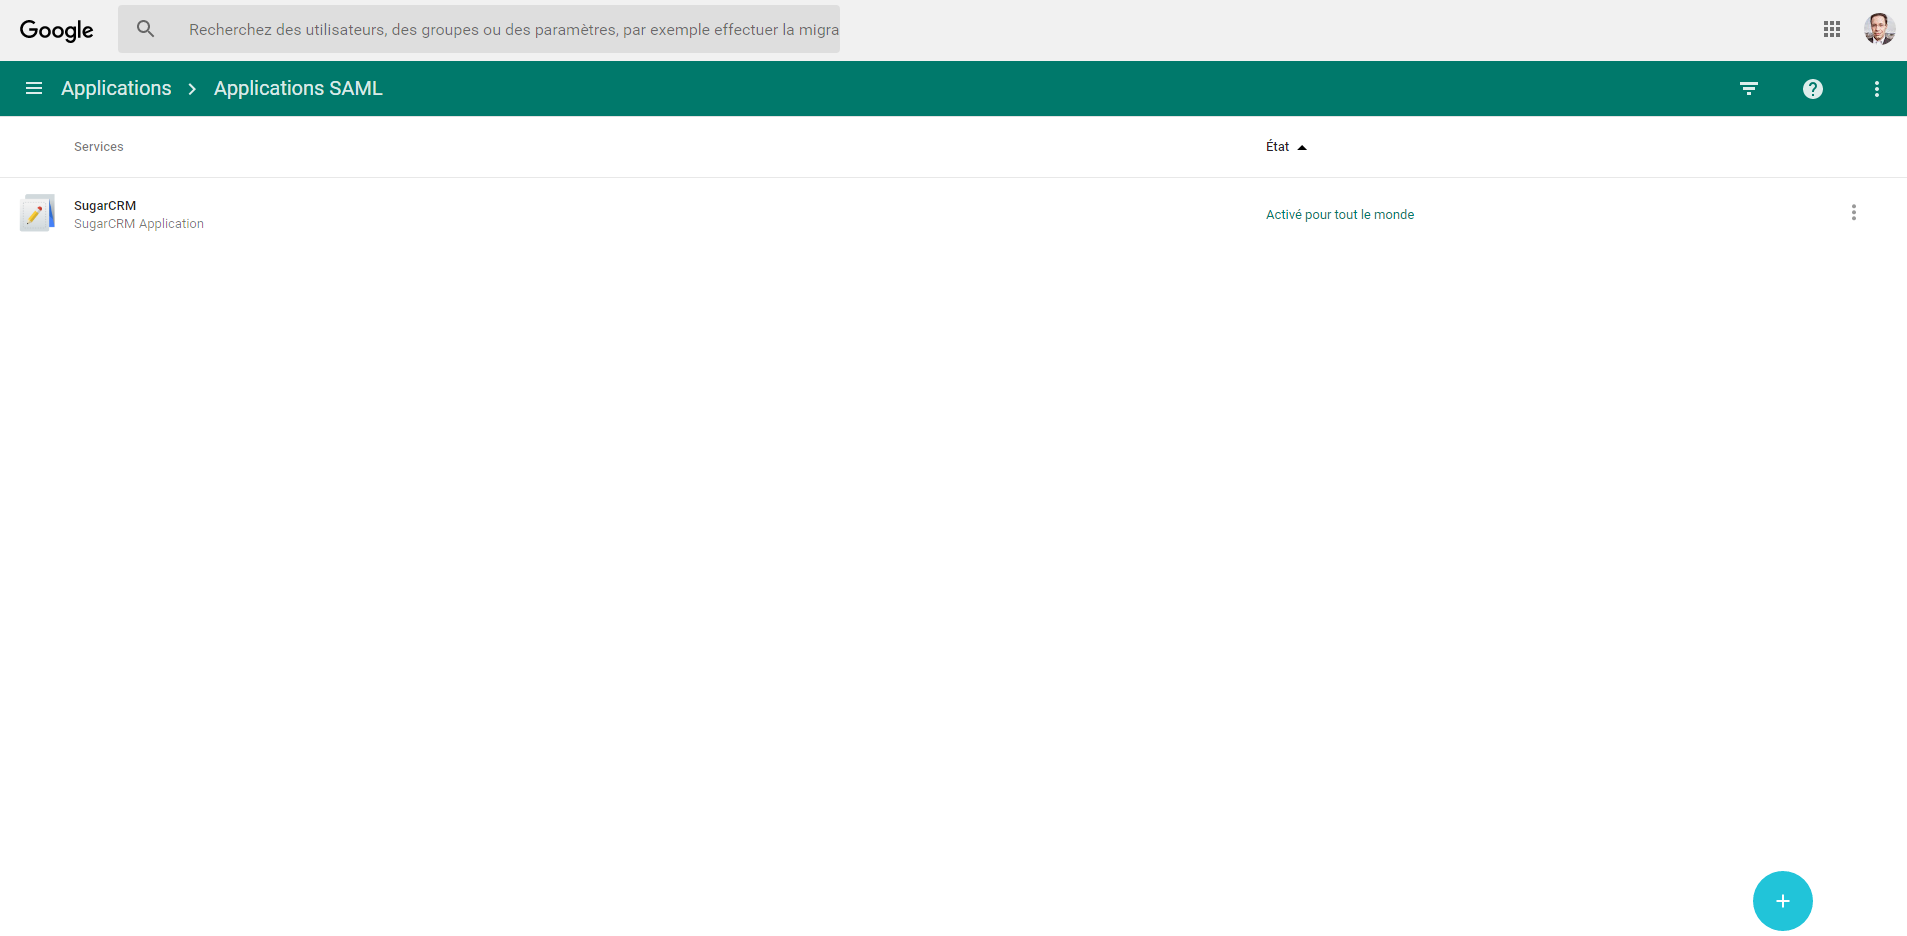 Google
Recherchez des utilisateurs, des groupes ou des paramètres, par exemple effectuer la migra
Applications > Applications SAML
Services
État
SugarCRM
SugarCRM Application
Activé pour tout le monde